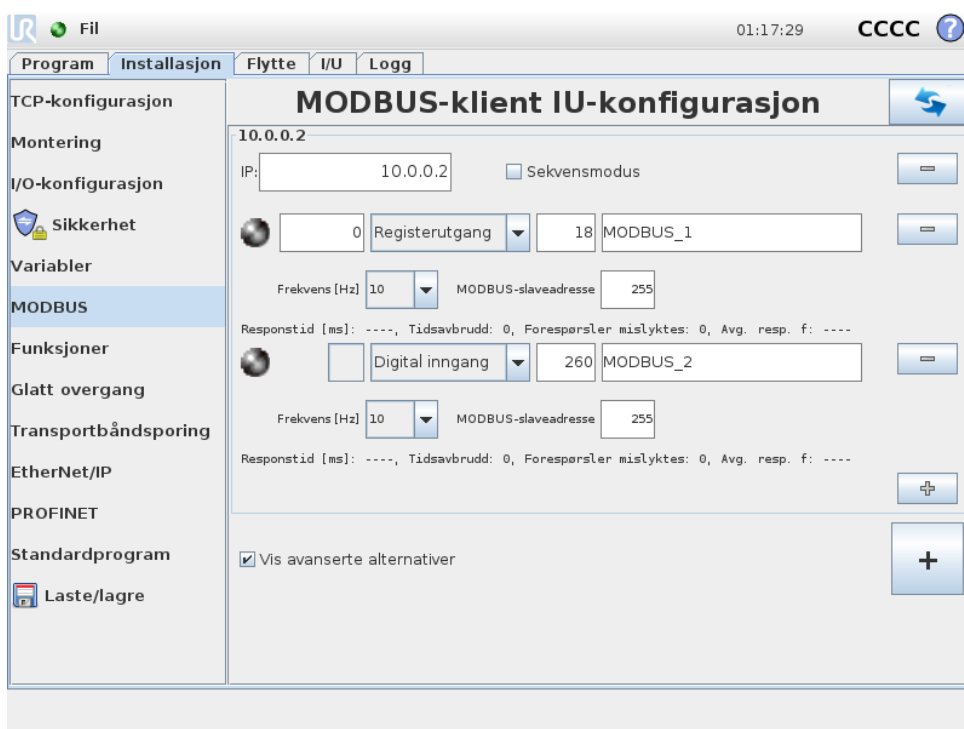 UR Fil 01:17:29 CCCC ?
Program Installasjon Flytte I/U Logg
TCP-konfigurasjon
Montering
I/O-konfigurasjon
Sikkerhet
Variabler
MODBUS
Funksjoner
Glatt overgang
Transportbåndsporing
EtherNet/IP
PROFINET
Standardprogram
Laste/lagre
MODBUS-klient IU-konfigurasjon
10.0.0.2
IP: 10.0.0.2 Sekvensmodus
0 Registerutgang 18 MODBUS_1
Frekvens [Hz] 10 MODBUS-slaveadresse 255
Responstid [ms]: ----, Tidsavbrudd: 0, Forespørsler mislyktes: 0, Avg. resp. f: ----
Digital inngang 260 MODBUS_2
Frekvens [Hz] 10 MODBUS-slaveadresse 255
Responstid [ms]: ----, Tidsavbrudd: 0, Forespørsler mislyktes: 0, Avg. resp. f: ----
Vis avanserte alternativer